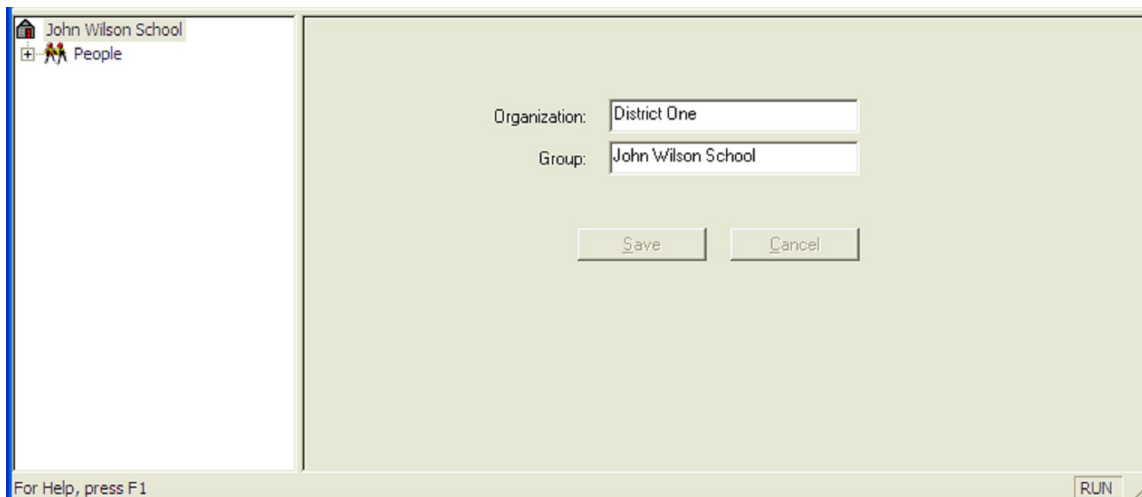 John Wilson School
People
Organization: District One
Group: John Wilson School
Save Cancel
For Help, press F1 RUN